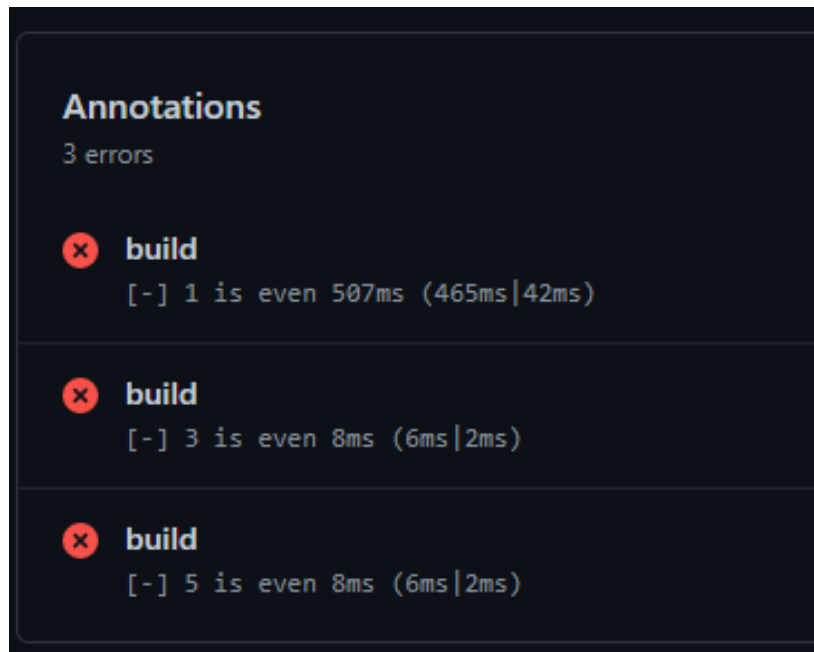 Annotations
3 errors
build
[-] 1 is even 507ms (465ms|42ms)
build
[-] 3 is even 8ms (6ms|2ms)
build
[-] 5 is even 8ms (6ms|2ms)